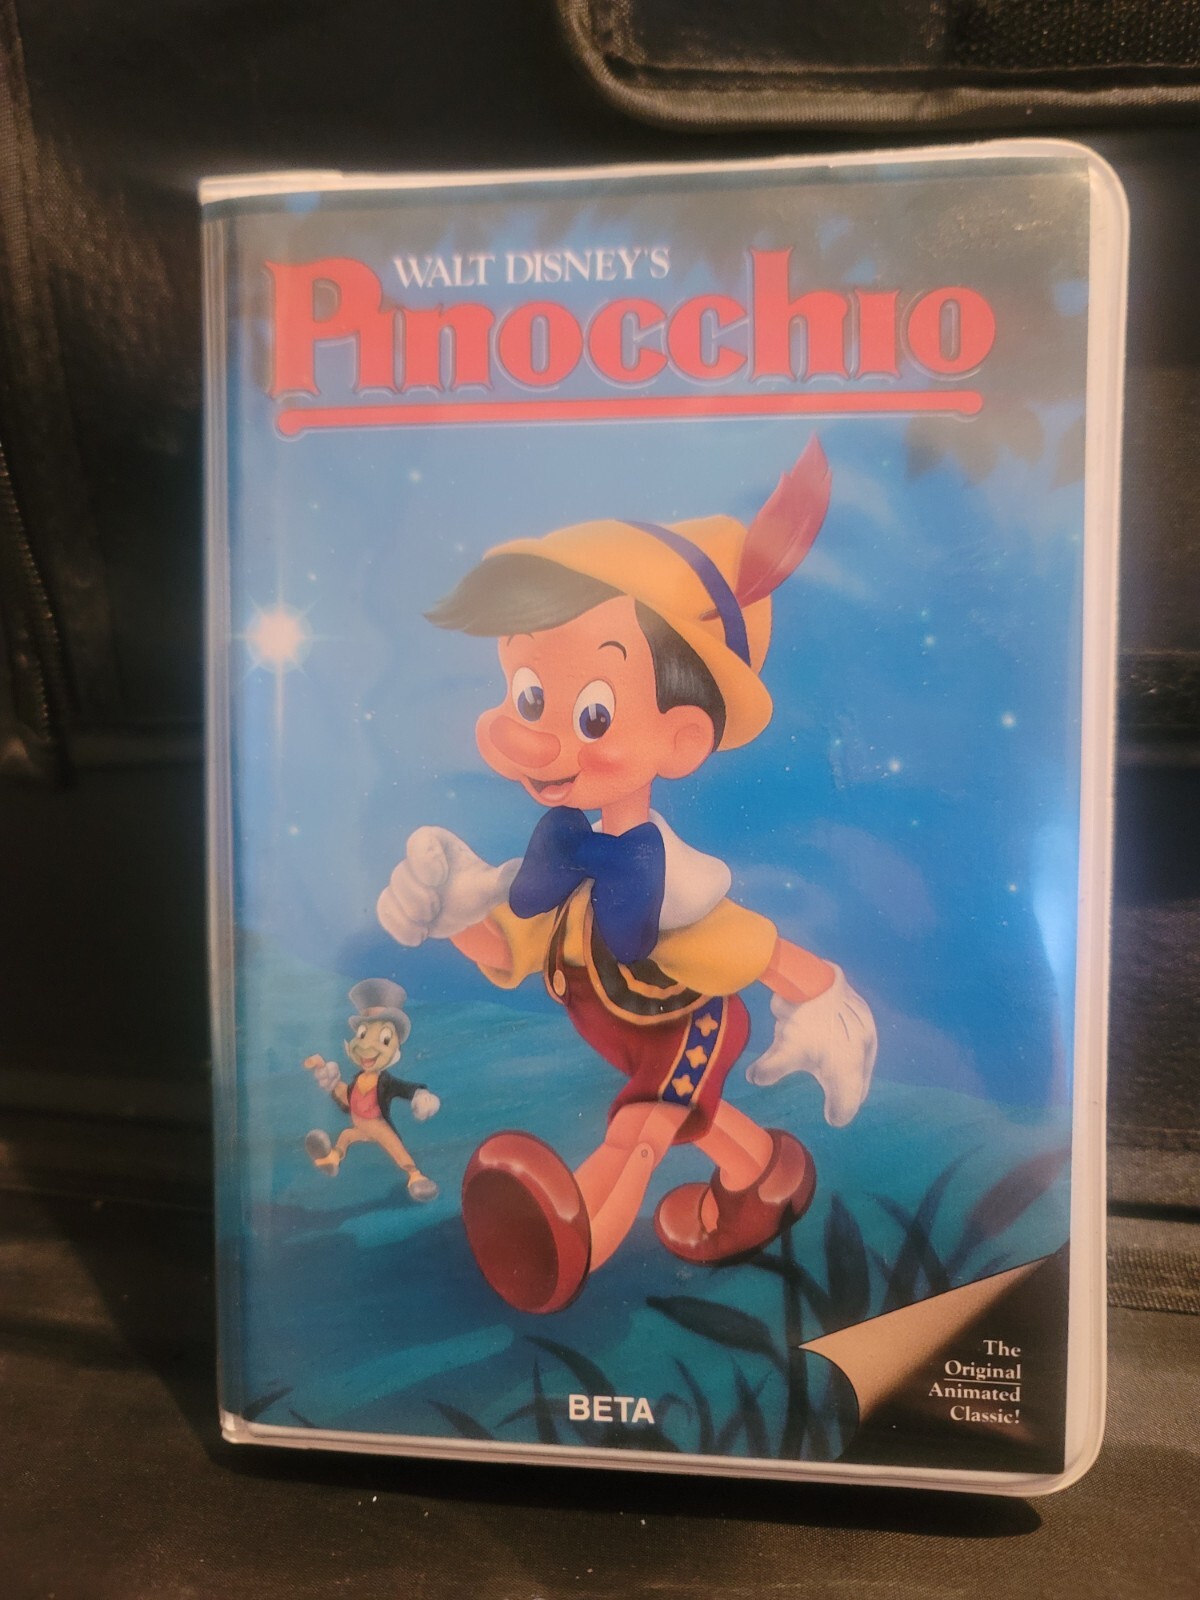 WALT DISNEY'S
Pinocchio
BETA
The
Original
Animated
Classic!